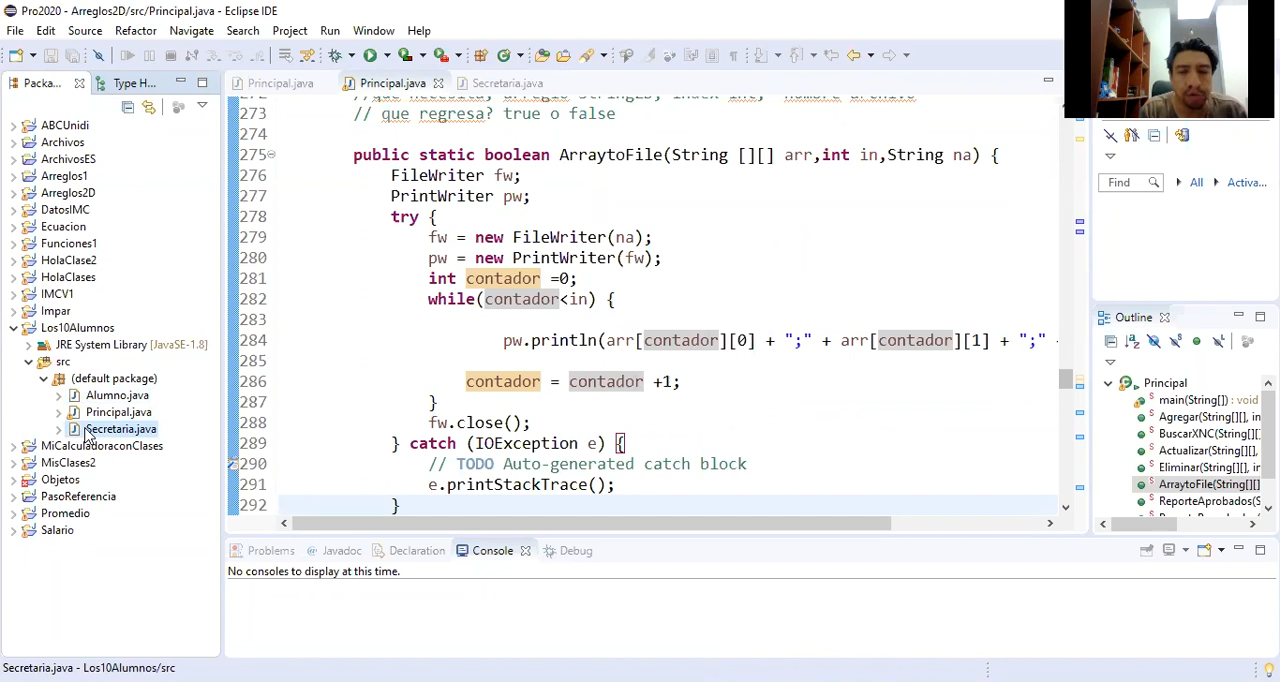 Pro2020 - Arreglos2D/src/Principal.java - Eclipse IDE
File Edit Source Refactor Navigate Search Project Run Window Help
Packa... Type H...
Principal.java Principal.java Secretaria.java
ABCUnidi
Archivos
ArchivosES
Arreglos1
Arreglos2D
DatosIMC
Ecuacion
Funciones1
HolaClase2
HolaClases
IMCV1
Impar
Los10Alumnos
JRE System Library [JavaSE-1.8]
src
(default package)
Alumno.java
Principal.java
Secretaria.java
MiCalculadoraconClases
MisClases2
Objetos
PasoReferencia
Promedio
Salario
273 // que regresa? true o false
274
275 public static boolean ArraytoFile(String [][] arr,int in,String na) {
276 FileWriter fw;
277 PrintWriter pw;
278 try {
279 fw = new FileWriter(na);
280 pw = new PrintWriter(fw);
281 int contador =0;
282 while(contador<in) {
283
284 pw.println(arr[contador][0] + ";" + arr[contador][1] + ";" +
285
286 contador = contador +1;
287 }
288 fw.close();
289 } catch (IOException e) {
290 // TODO Auto-generated catch block
291 e.printStackTrace();
292 }
Find All Activa...
Outline
Principal
main(String[]) : void
Agregar(String[][], int
BuscarXNC(String[][],
Actualizar(String[][], i
Eliminar(String[][], int
ArraytoFile(String[][]
ReporteAprobados(S
Problems Javadoc Declaration Console Debug
No consoles to display at this time.
Secretaria.java - Los10Alumnos/src